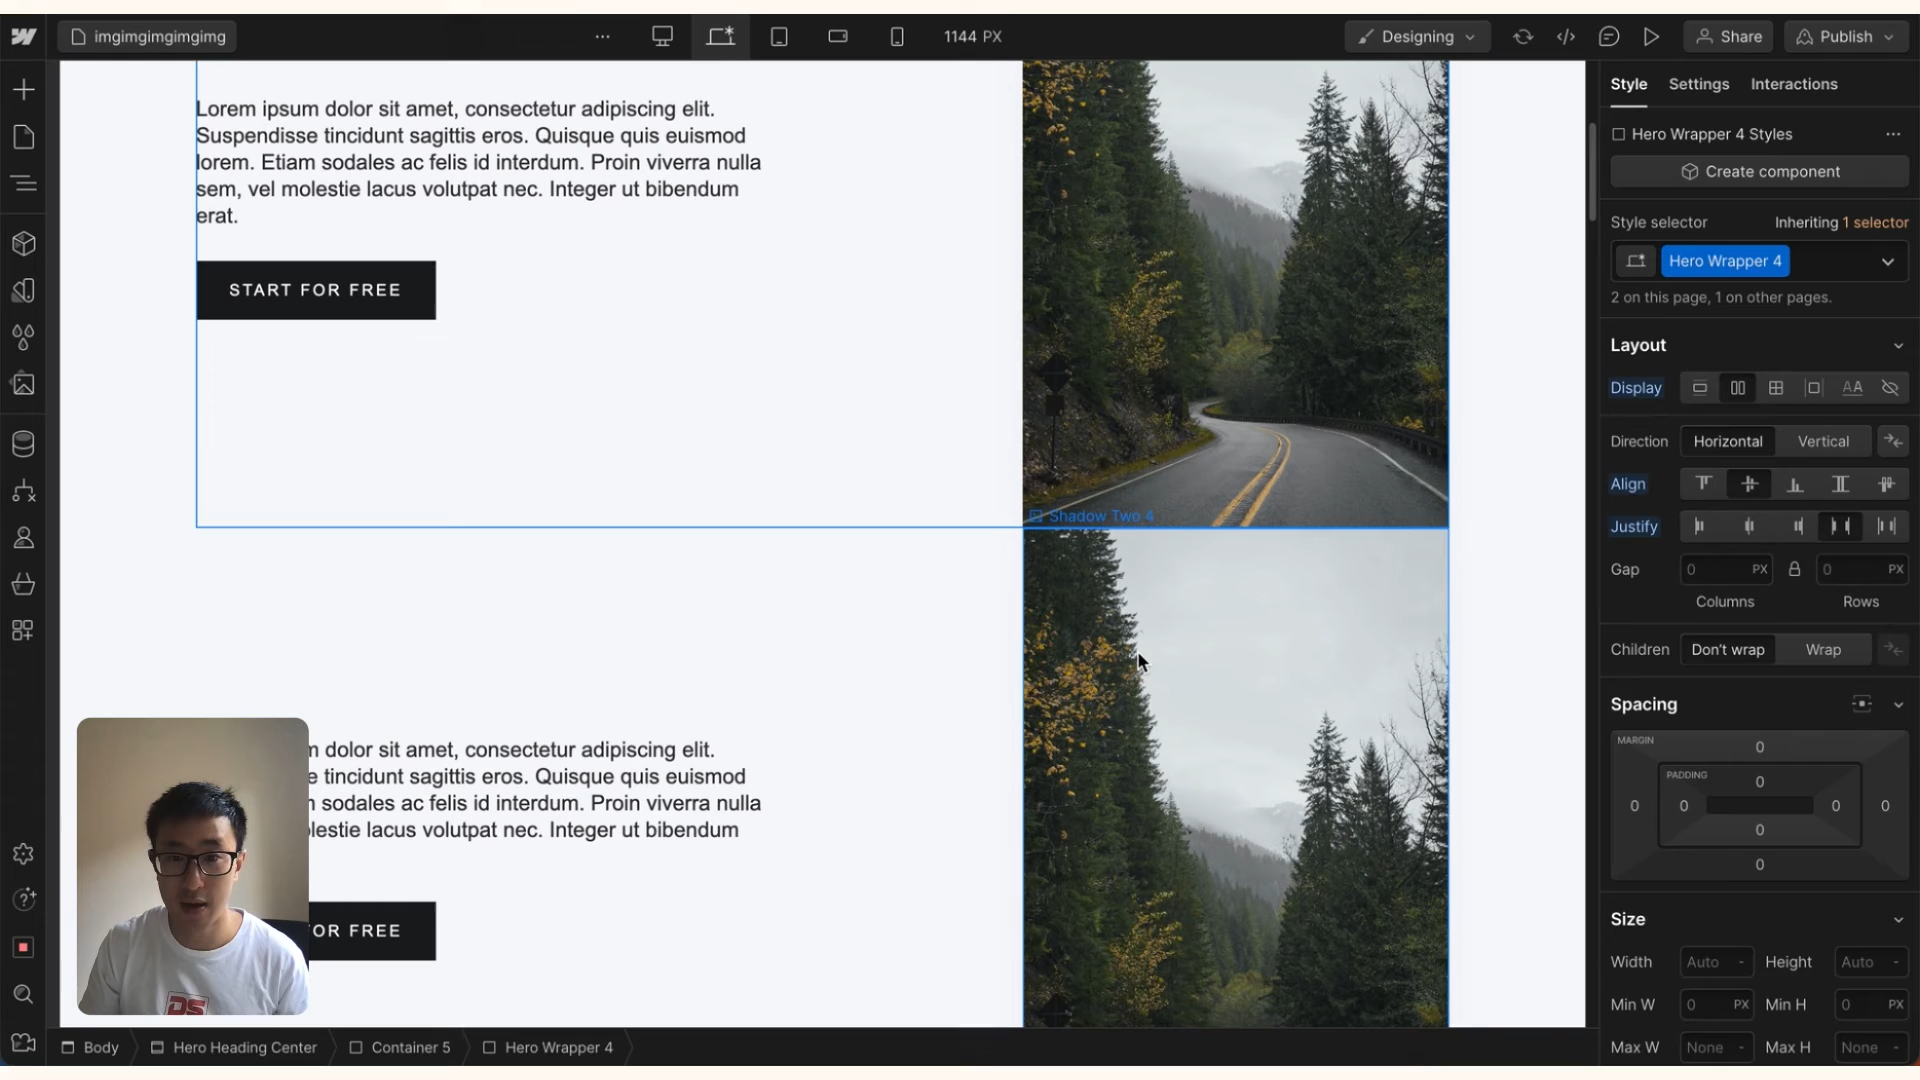 imgimgimgimgimg
...
1144 PX
Designing
Share
Publish
Style
Settings
Interactions
Hero Wrapper 4 Styles
Create component
Style selector
Inheriting 1 selector
Hero Wrapper 4
2 on this page, 1 on other pages.
Layout
Display
AA
Direction
Horizontal
Vertical
Align
Justify
Gap
0 PX
0 PX
Columns
Rows
Children
Don't wrap
Wrap
Spacing
MARGIN
0
PADDING
0
0
0
0
0
0
0
Size
Width
Auto -
Height
Auto -
Min W
0 PX
Min H
0 PX
Max W
None -
Max H
None -
Lorem ipsum dolor sit amet, consectetur adipiscing elit.
Suspendisse tincidunt sagittis eros. Quisque quis euismod
lorem. Etiam sodales ac felis id interdum. Proin viverra nulla
sem, vel molestie lacus volutpat nec. Integer ut bibendum
erat.
START FOR FREE
Shadow Two 4
m dolor sit amet, consectetur adipiscing elit.
e tincidunt sagittis eros. Quisque quis euismod
sodales ac felis id interdum. Proin viverra nulla
lestie lacus volutpat nec. Integer ut bibendum
OR FREE
DS
Body
Hero Heading Center
Container 5
Hero Wrapper 4